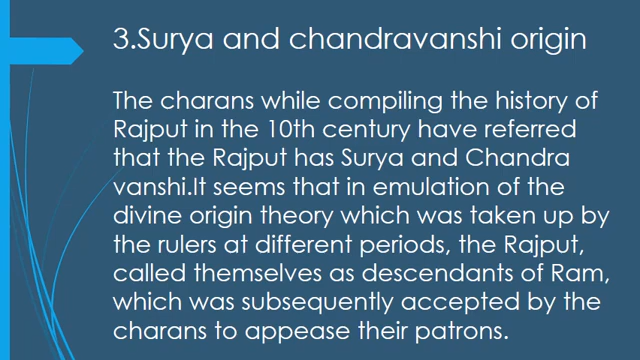 3.Surya and chandravanshi origin
The charans while compiling the history of
Rajput in the 10th century have referred
that the Rajput has Surya and Chandra
vanshi.It seems that in emulation of the
divine origin theory which was taken up by
the rulers at different periods, the Rajput,
called themselves as descendants of Ram,
which was subsequently accepted by the
charans to appease their patrons.